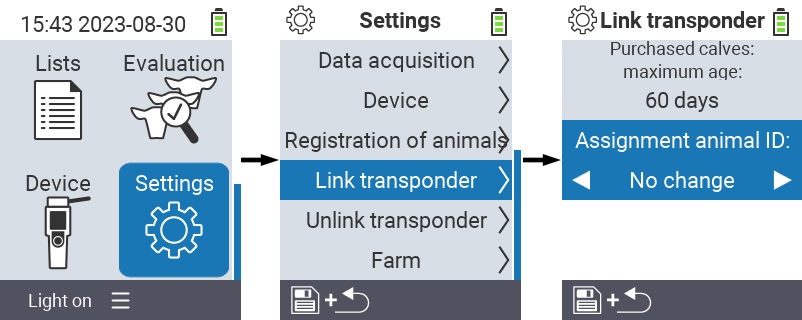 15:43 2023-08-30
Lists
Evaluation
Device
Settings
Light on
Settings
Data acquisition
Device
Registration of animals
Link transponder
Unlink transponder
Farm
+
Link transponder
Purchased calves:
maximum age:
60 days
Assignment animal ID:
No change
+